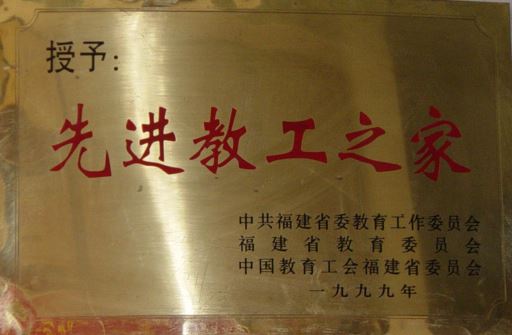 授予：
先进教工之家
中共福建省委教育工作委员会
福建省教育委员会
中国教育工会福建省委员会
一九九九年